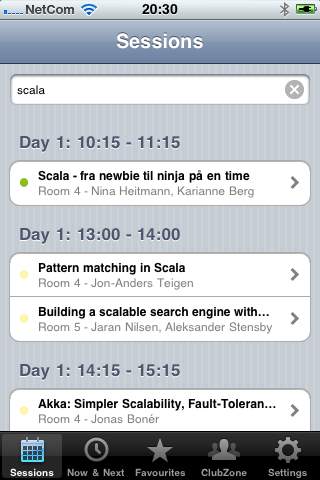 NetCom 20:30
Sessions
scala
Day 1: 10:15 - 11:15
Scala - fra newbie til ninja på en time
Room 4 - Nina Heitmann, Karianne Berg
Day 1: 13:00 - 14:00
Pattern matching in Scala
Room 4 - Jon-Anders Teigen
Building a scalable search engine with...
Room 5 - Jaran Nilsen, Aleksander Stensby
Day 1: 14:15 - 15:15
Akka: Simpler Scalability, Fault-Toleran...
Room 4 - Jonas Bonér
Sessions Now & Next Favourites ClubZone Settings